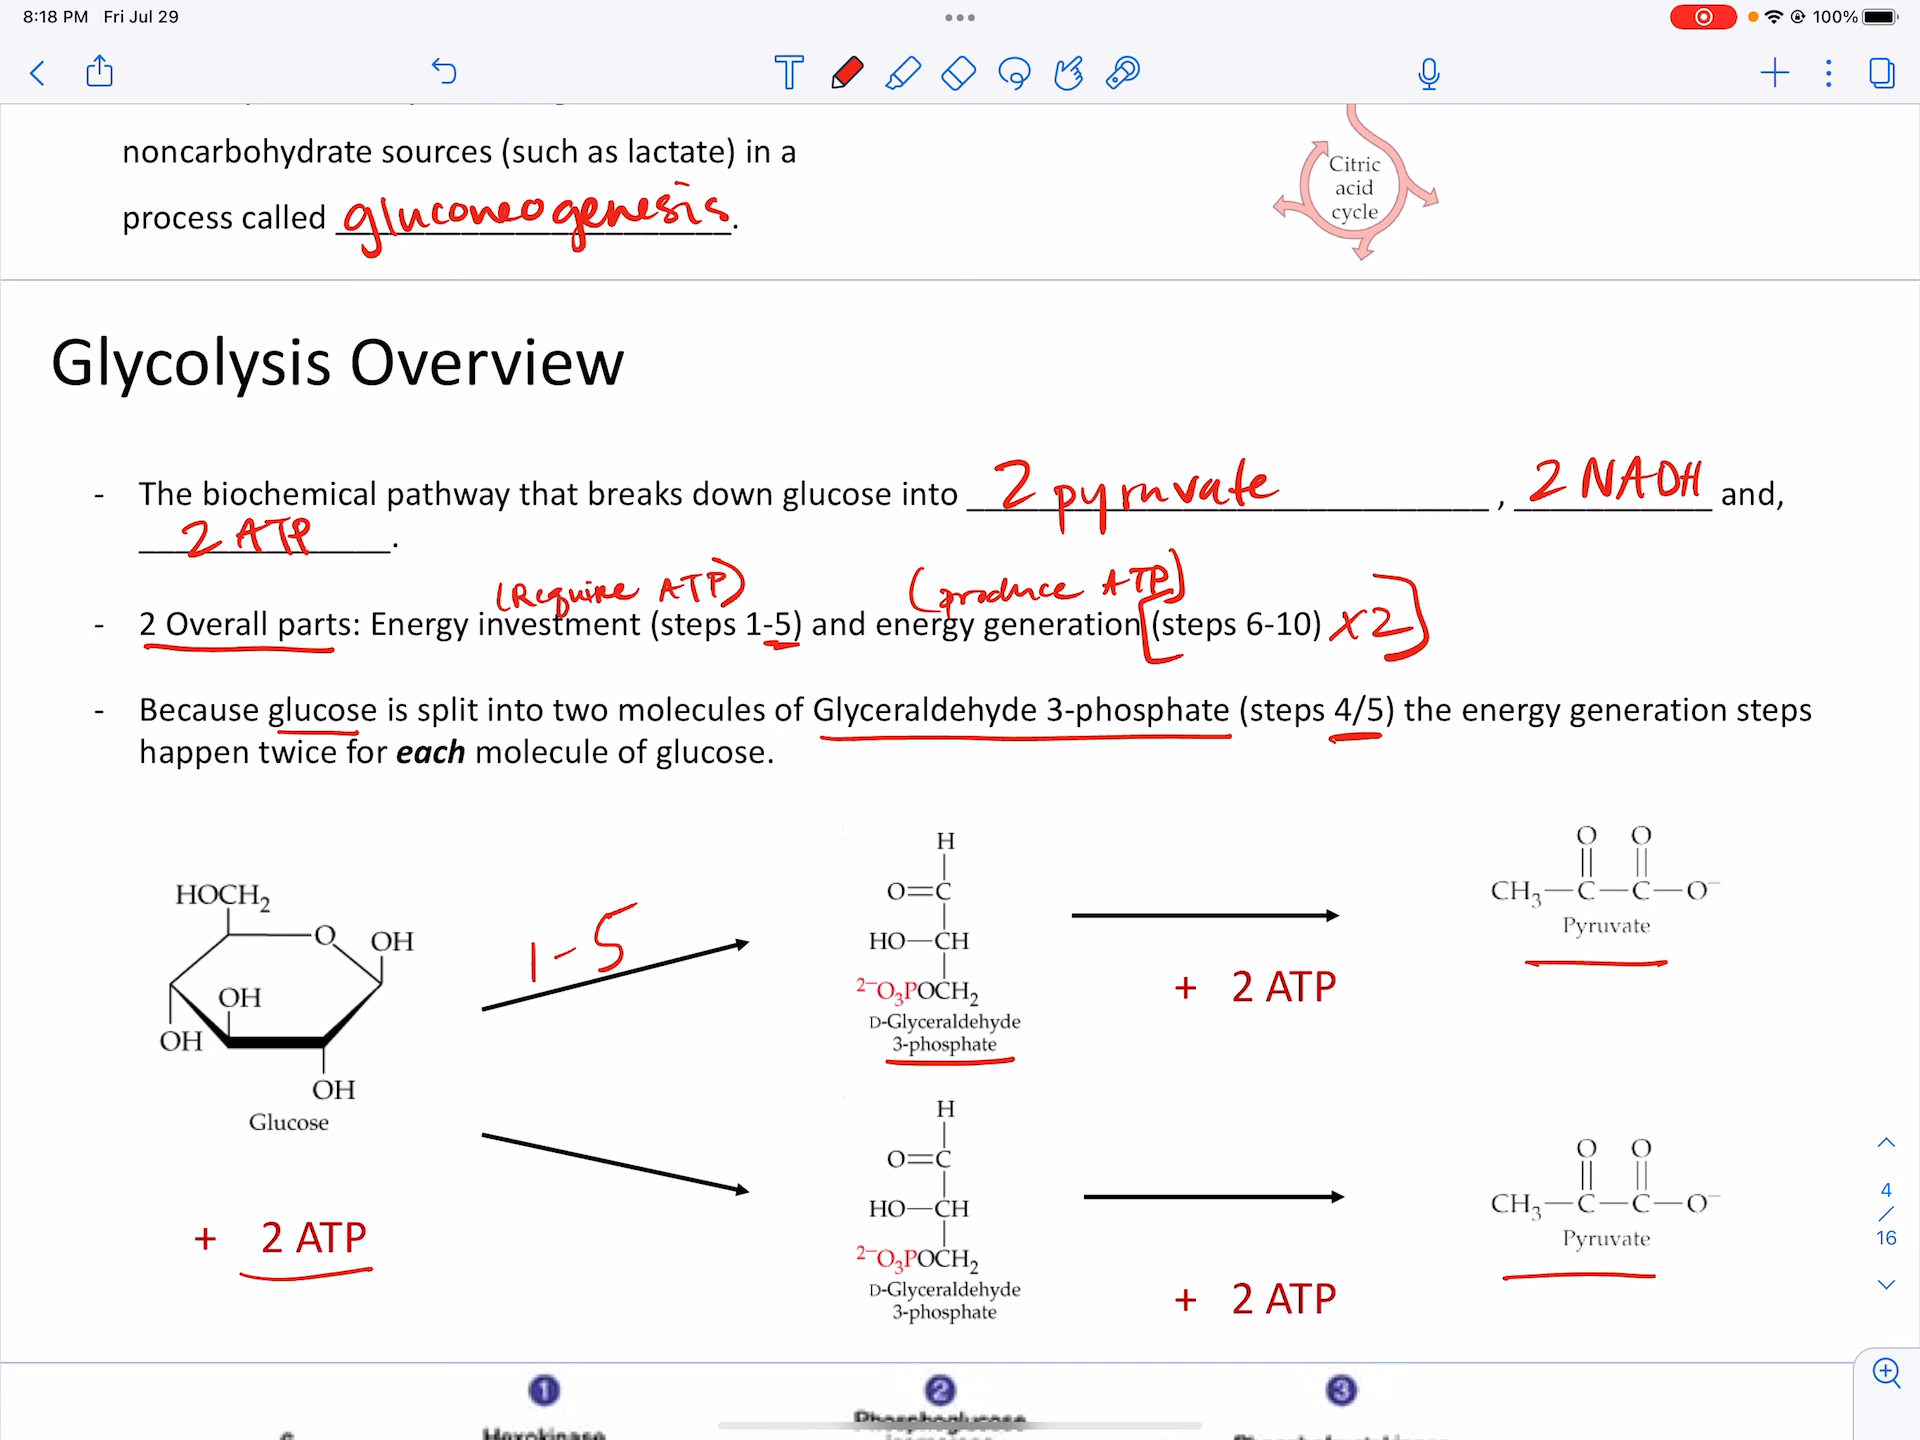 8:18 PM Fri Jul 29
100%
noncarbohydrate sources (such as lactate) in a
process called gluconeogenesis.
Citric
acid
cycle
Glycolysis Overview
- The biochemical pathway that breaks down glucose into 2 pyruvate, 2 NADH and,
2 ATP.
(Require ATP) (produce ATP)
- 2 Overall parts: Energy investment (steps 1-5) and energy generation [(steps 6-10) x2]
- Because glucose is split into two molecules of Glyceraldehyde 3-phosphate (steps 4/5) the energy generation steps
happen twice for each molecule of glucose.
HOCH₂
O OH
OH
OH
OH
Glucose
+ 2 ATP
1-5
H
O=C
HO—CH
²⁻O₃POCH₂
D-Glyceraldehyde
3-phosphate
+ 2 ATP
O O
CH₃—C—C—O⁻
Pyruvate
H
O=C
HO—CH
²⁻O₃POCH₂
D-Glyceraldehyde
3-phosphate
+ 2 ATP
O O
CH₃—C—C—O⁻
Pyruvate
4
/
16
1 2 3
Hexokinase
Phosphoglucose